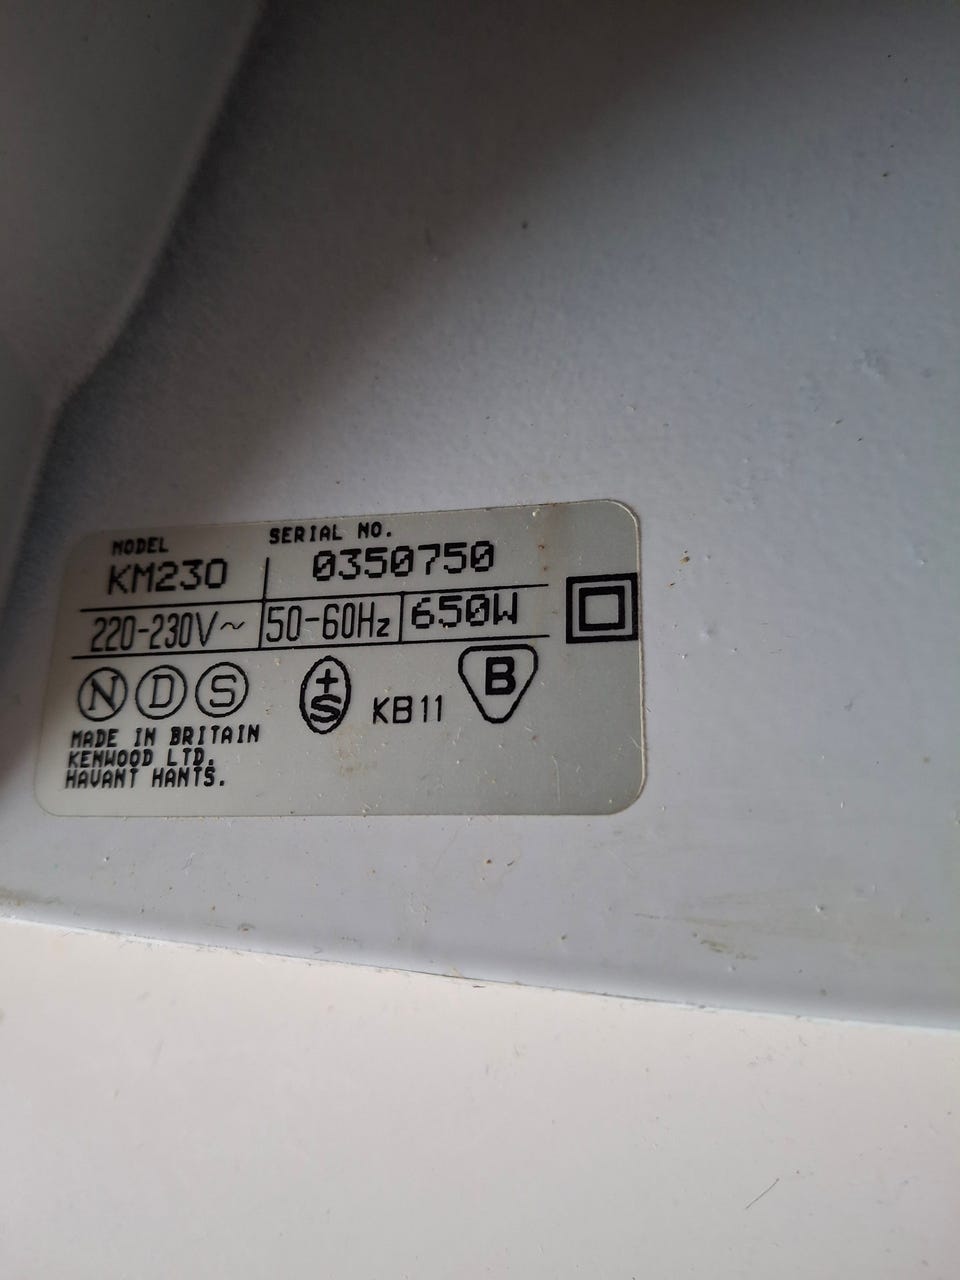 MODEL SERIAL NO.
KM230 0350750
220-230V~ 50-60Hz 650W
N D S +S KB11 B
MADE IN BRITAIN
KENWOOD LTD.
HAVANT HANTS.